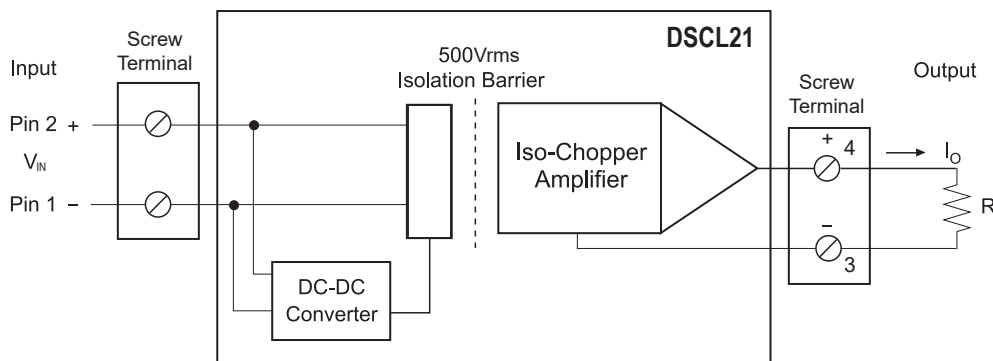 DSCL21
Screw
Terminal
500Vrms
Isolation Barrier
Input
Output
Screw
Terminal
Pin 2 +
+
4
Iso-Chopper
Amplifier
IO
VIN
Pin 1 –
R
–
3
DC-DC
Converter